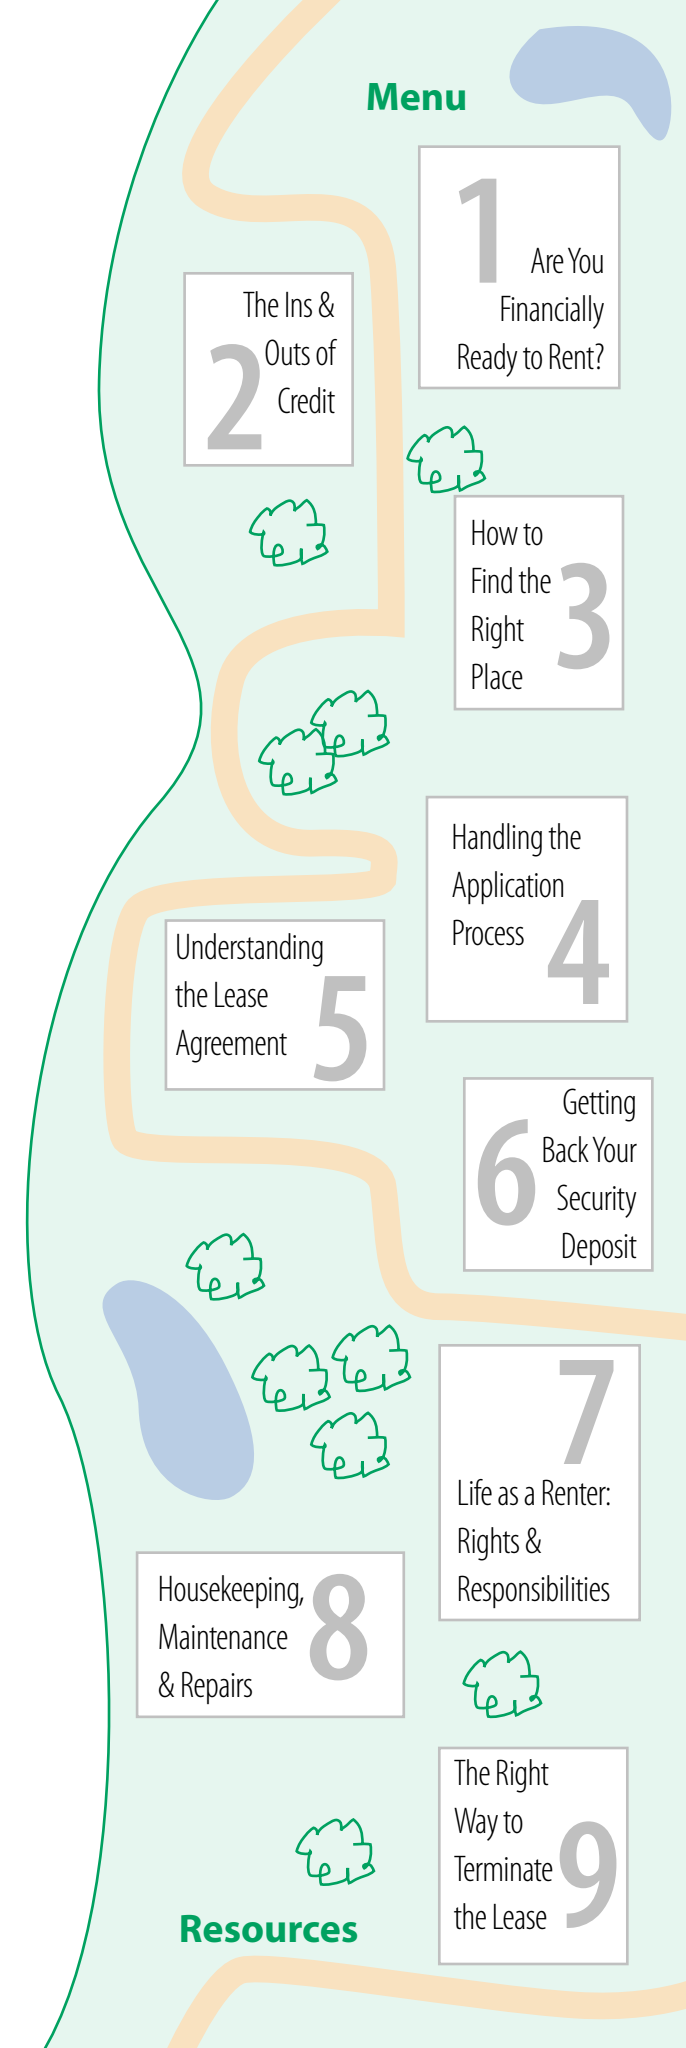 Menu
1
Are You
Financially
Ready to Rent?
The Ins &
Outs of
Credit
2
How to
Find the
Right
Place
3
Handling the
Application
Process
4
Understanding
the Lease
Agreement
5
Getting
Back Your
Security
Deposit
6
7
Life as a Renter:
Rights &
Responsibilities
Housekeeping,
Maintenance
& Repairs
8
The Right
Way to
Terminate
the Lease
9
Resources